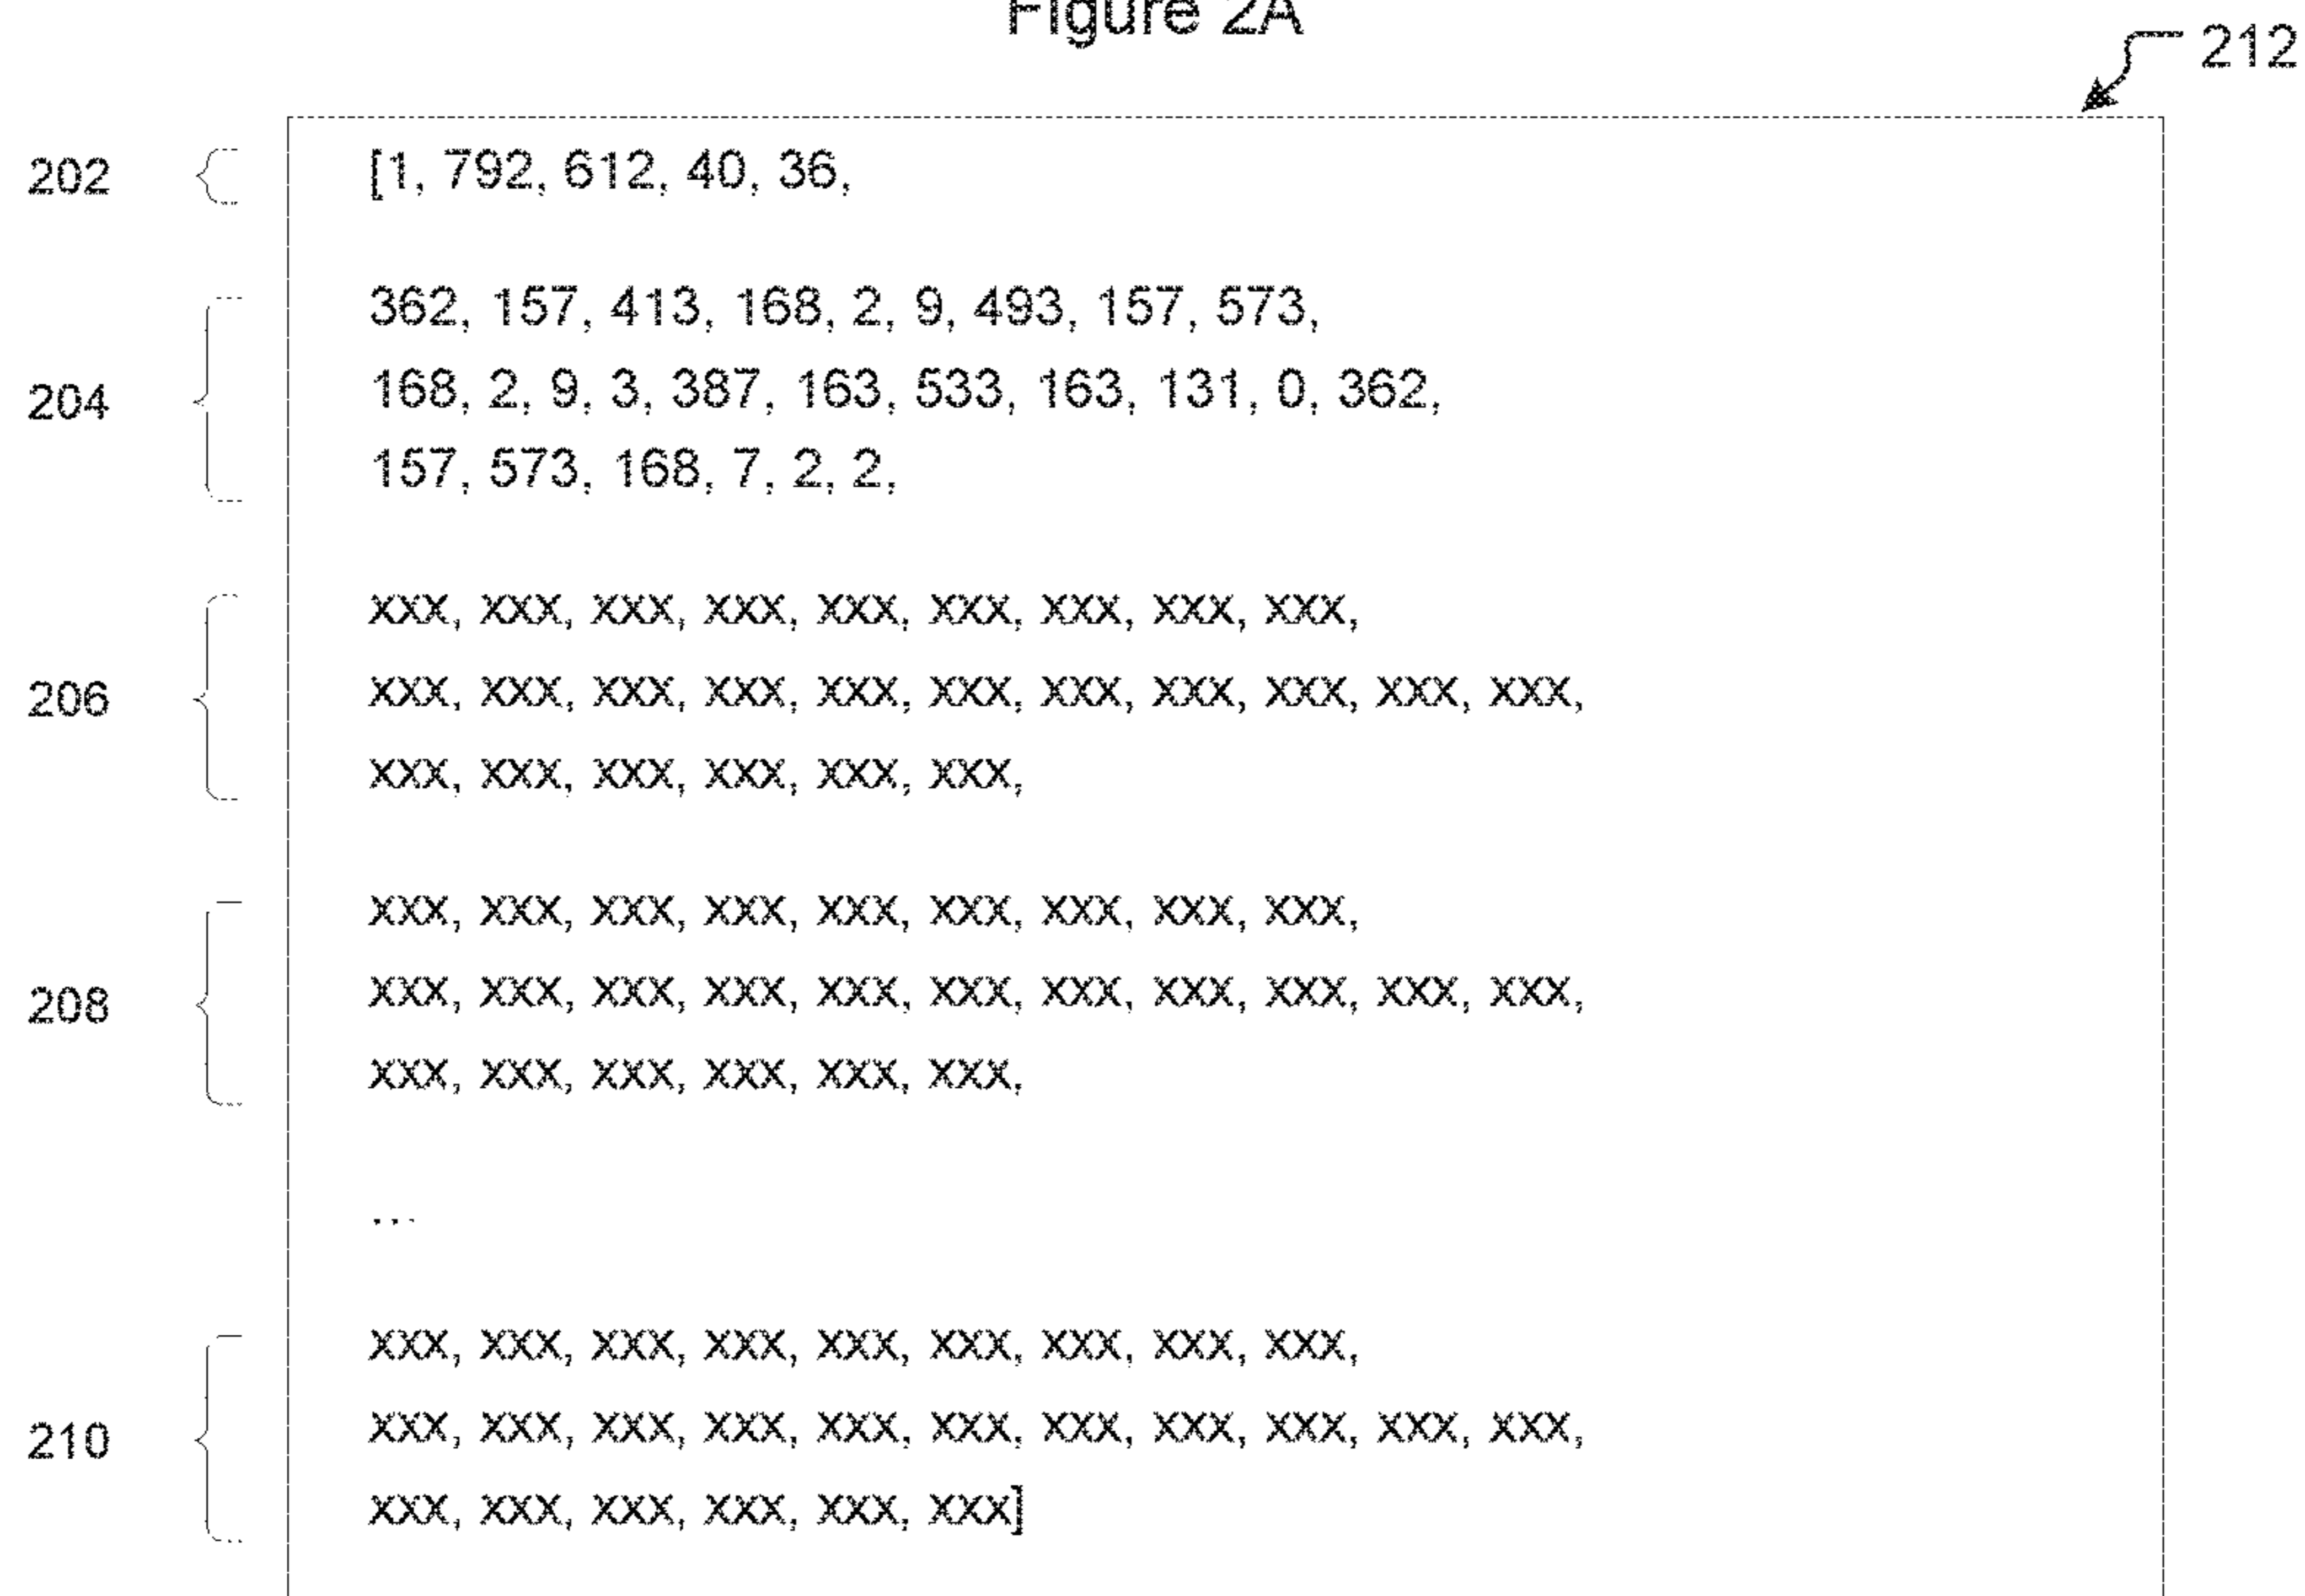 Figure 2A
212
202 [1, 792, 612, 40, 36,
362, 157, 413, 168, 2, 9, 493, 157, 573,
204 168, 2, 9, 3, 387, 163, 533, 163, 131, 0, 362,
157, 573, 168, 7, 2, 2,
xxx, xxx, xxx, xxx, xxx, xxx, xxx, xxx, xxx,
206 xxx, xxx, xxx, xxx, xxx, xxx, xxx, xxx, xxx, xxx, xxx,
xxx, xxx, xxx, xxx, xxx, xxx,
xxx, xxx, xxx, xxx, xxx, xxx, xxx, xxx, xxx,
208 xxx, xxx, xxx, xxx, xxx, xxx, xxx, xxx, xxx, xxx, xxx,
xxx, xxx, xxx, xxx, xxx, xxx,
...
xxx, xxx, xxx, xxx, xxx, xxx, xxx, xxx, xxx,
210 xxx, xxx, xxx, xxx, xxx, xxx, xxx, xxx, xxx, xxx, xxx,
xxx, xxx, xxx, xxx, xxx, xxx]